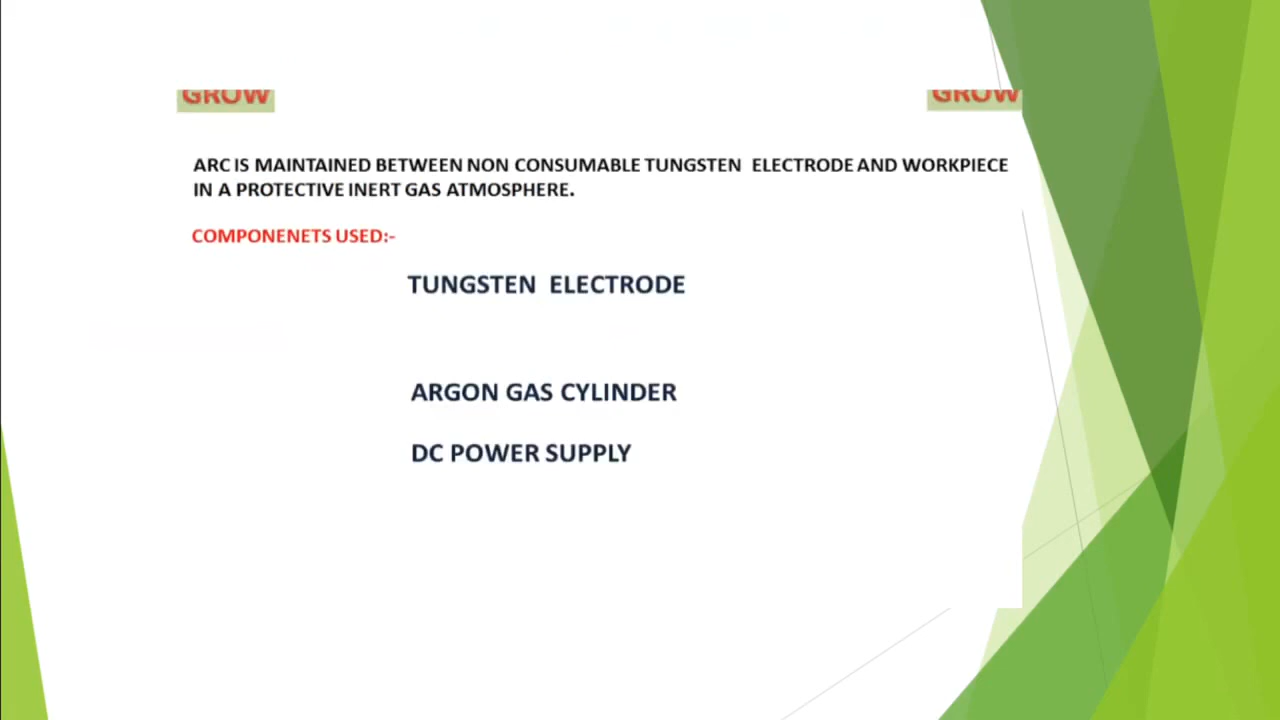 GROW GROW
ARC IS MAINTAINED BETWEEN NON CONSUMABLE TUNGSTEN ELECTRODE AND WORKPIECE
IN A PROTECTIVE INERT GAS ATMOSPHERE.
COMPONENETS USED:-
TUNGSTEN ELECTRODE
ARGON GAS CYLINDER
DC POWER SUPPLY